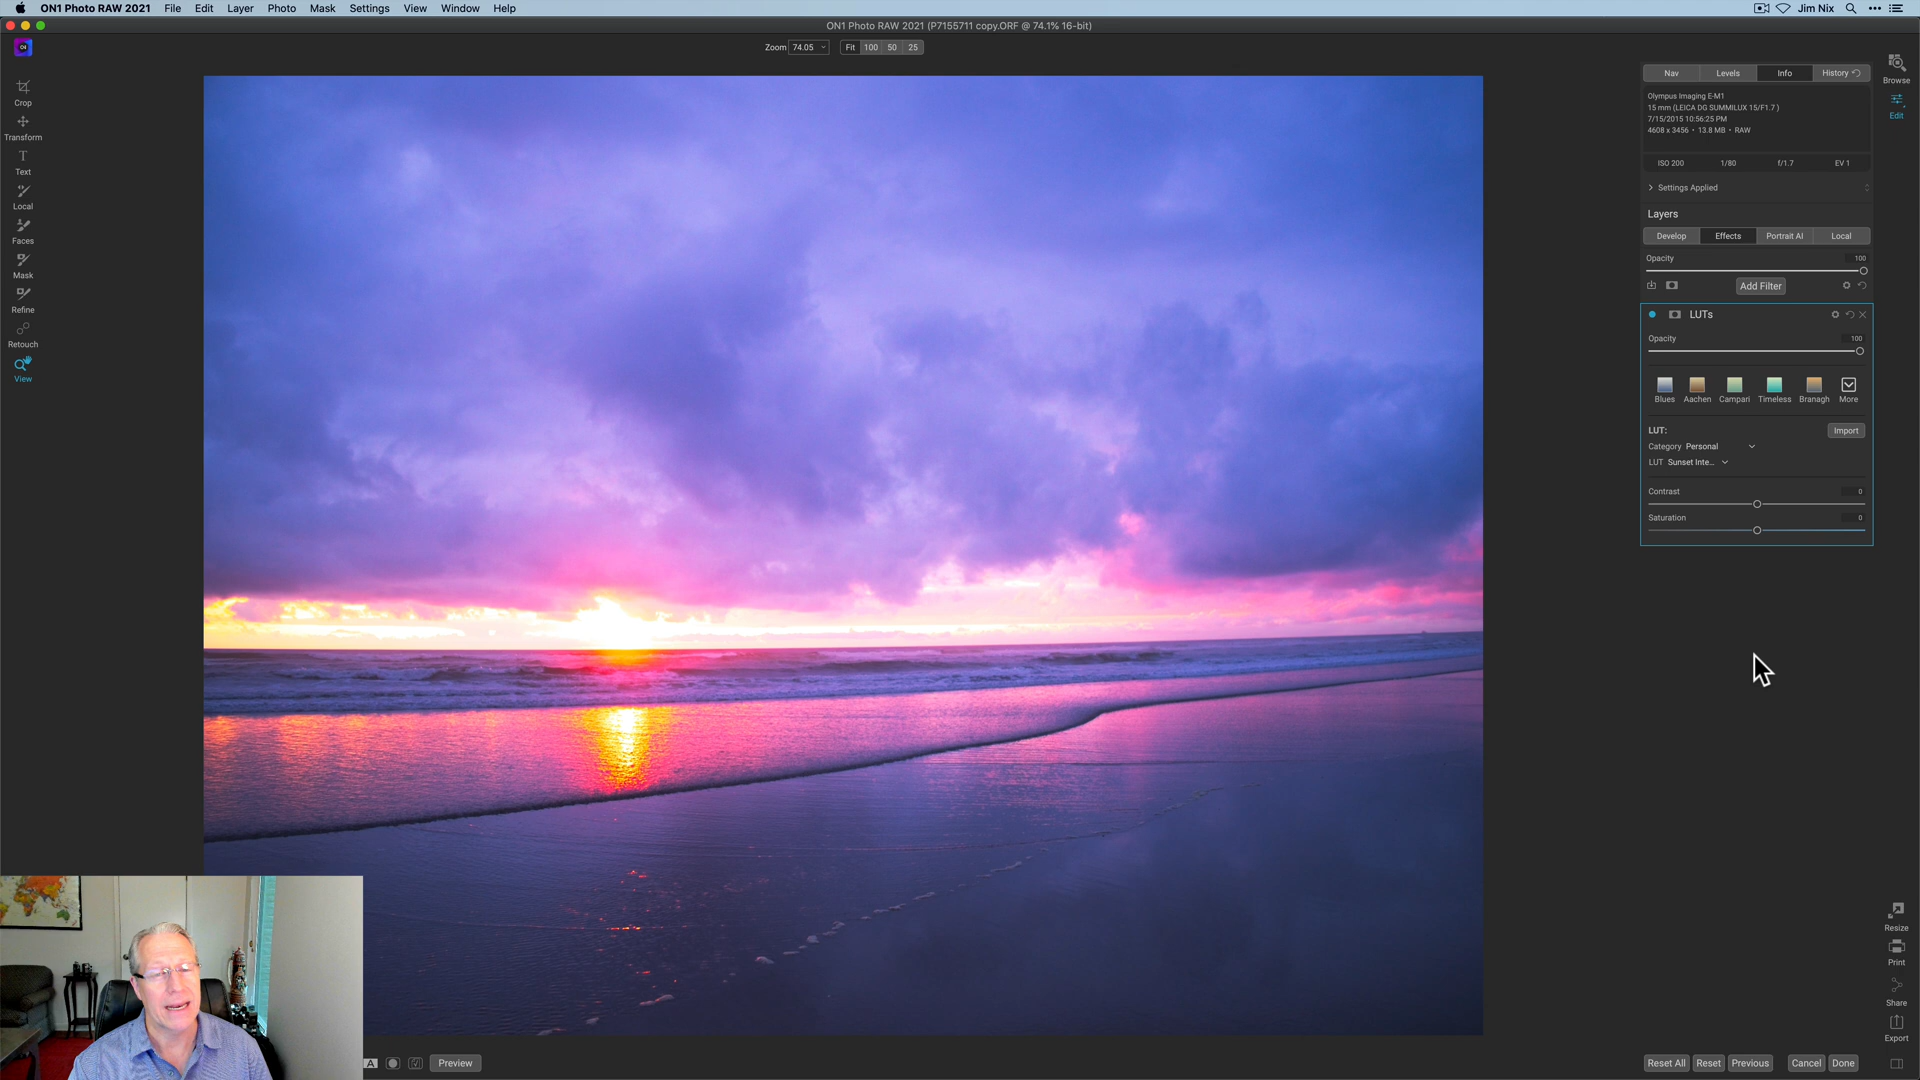 ON1 Photo RAW 2021 File Edit Layer Photo Mask Settings View Window Help Jim Nix
ON1 Photo RAW 2021 (P7155711 copy.ORF @ 74.1% 16-bit)
Zoom 74.05 Fit 100 50 25
Crop
Transform
Text
Local
Faces
Mask
Refine
Retouch
View
Nav Levels Info History
Olympus Imaging E-M1
15 mm (LEICA DG SUMMILUX 15/F1.7 )
7/15/2015 10:56:25 PM
4608 x 3456 • 13.8 MB • RAW
ISO 200 1/80 f/1.7 EV 1
Settings Applied
Layers
Develop Effects Portrait AI Local
Opacity 100
Add Filter
LUTs
Opacity 100
Blues Aachen Campari Timeless Branagh More
LUT: Import
Category Personal
LUT Sunset Inte...
Contrast 0
Saturation 0
Browse
Edit
Resize
Print
Share
Export
A Preview
Reset All Reset Previous Cancel Done